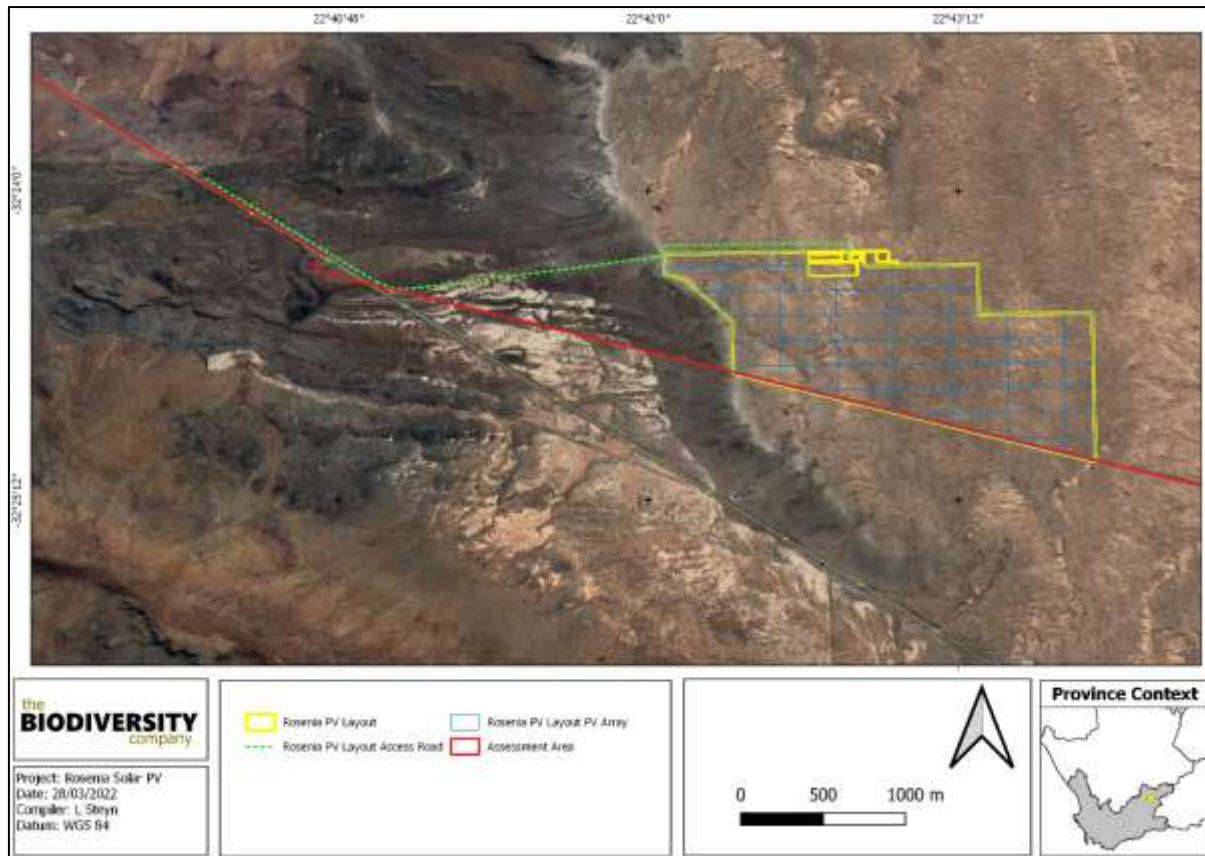 22°40'48" 22°42'0" 22°43'12"
-32°24'0"
-32°25'12"
the
BIODIVERSITY
company
Project: Rosenia Solar PV
Date: 28/03/2022
Compiler: L Steyn
Datum: WGS 84
Rosenia PV Layout
Rosenia PV Layout PV Array
Rosenia PV Layout Access Road
Assessment Area
0 500 1000 m
Province Context